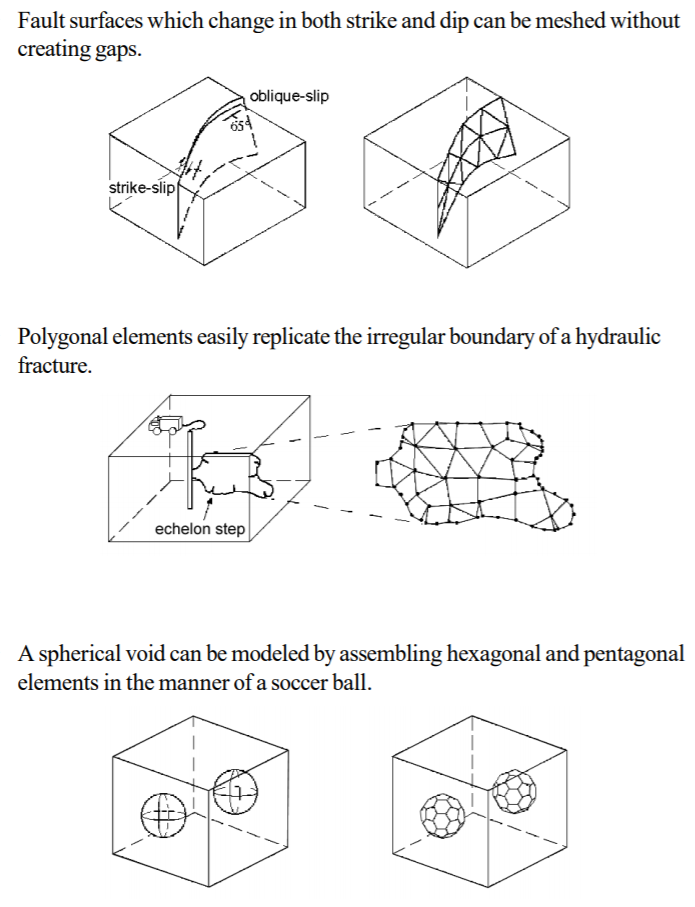 Fault surfaces which change in both strike and dip can be meshed without
creating gaps.
oblique-slip
65°
strike-slip
Polygonal elements easily replicate the irregular boundary of a hydraulic
fracture.
echelon step
A spherical void can be modeled by assembling hexagonal and pentagonal
elements in the manner of a soccer ball.